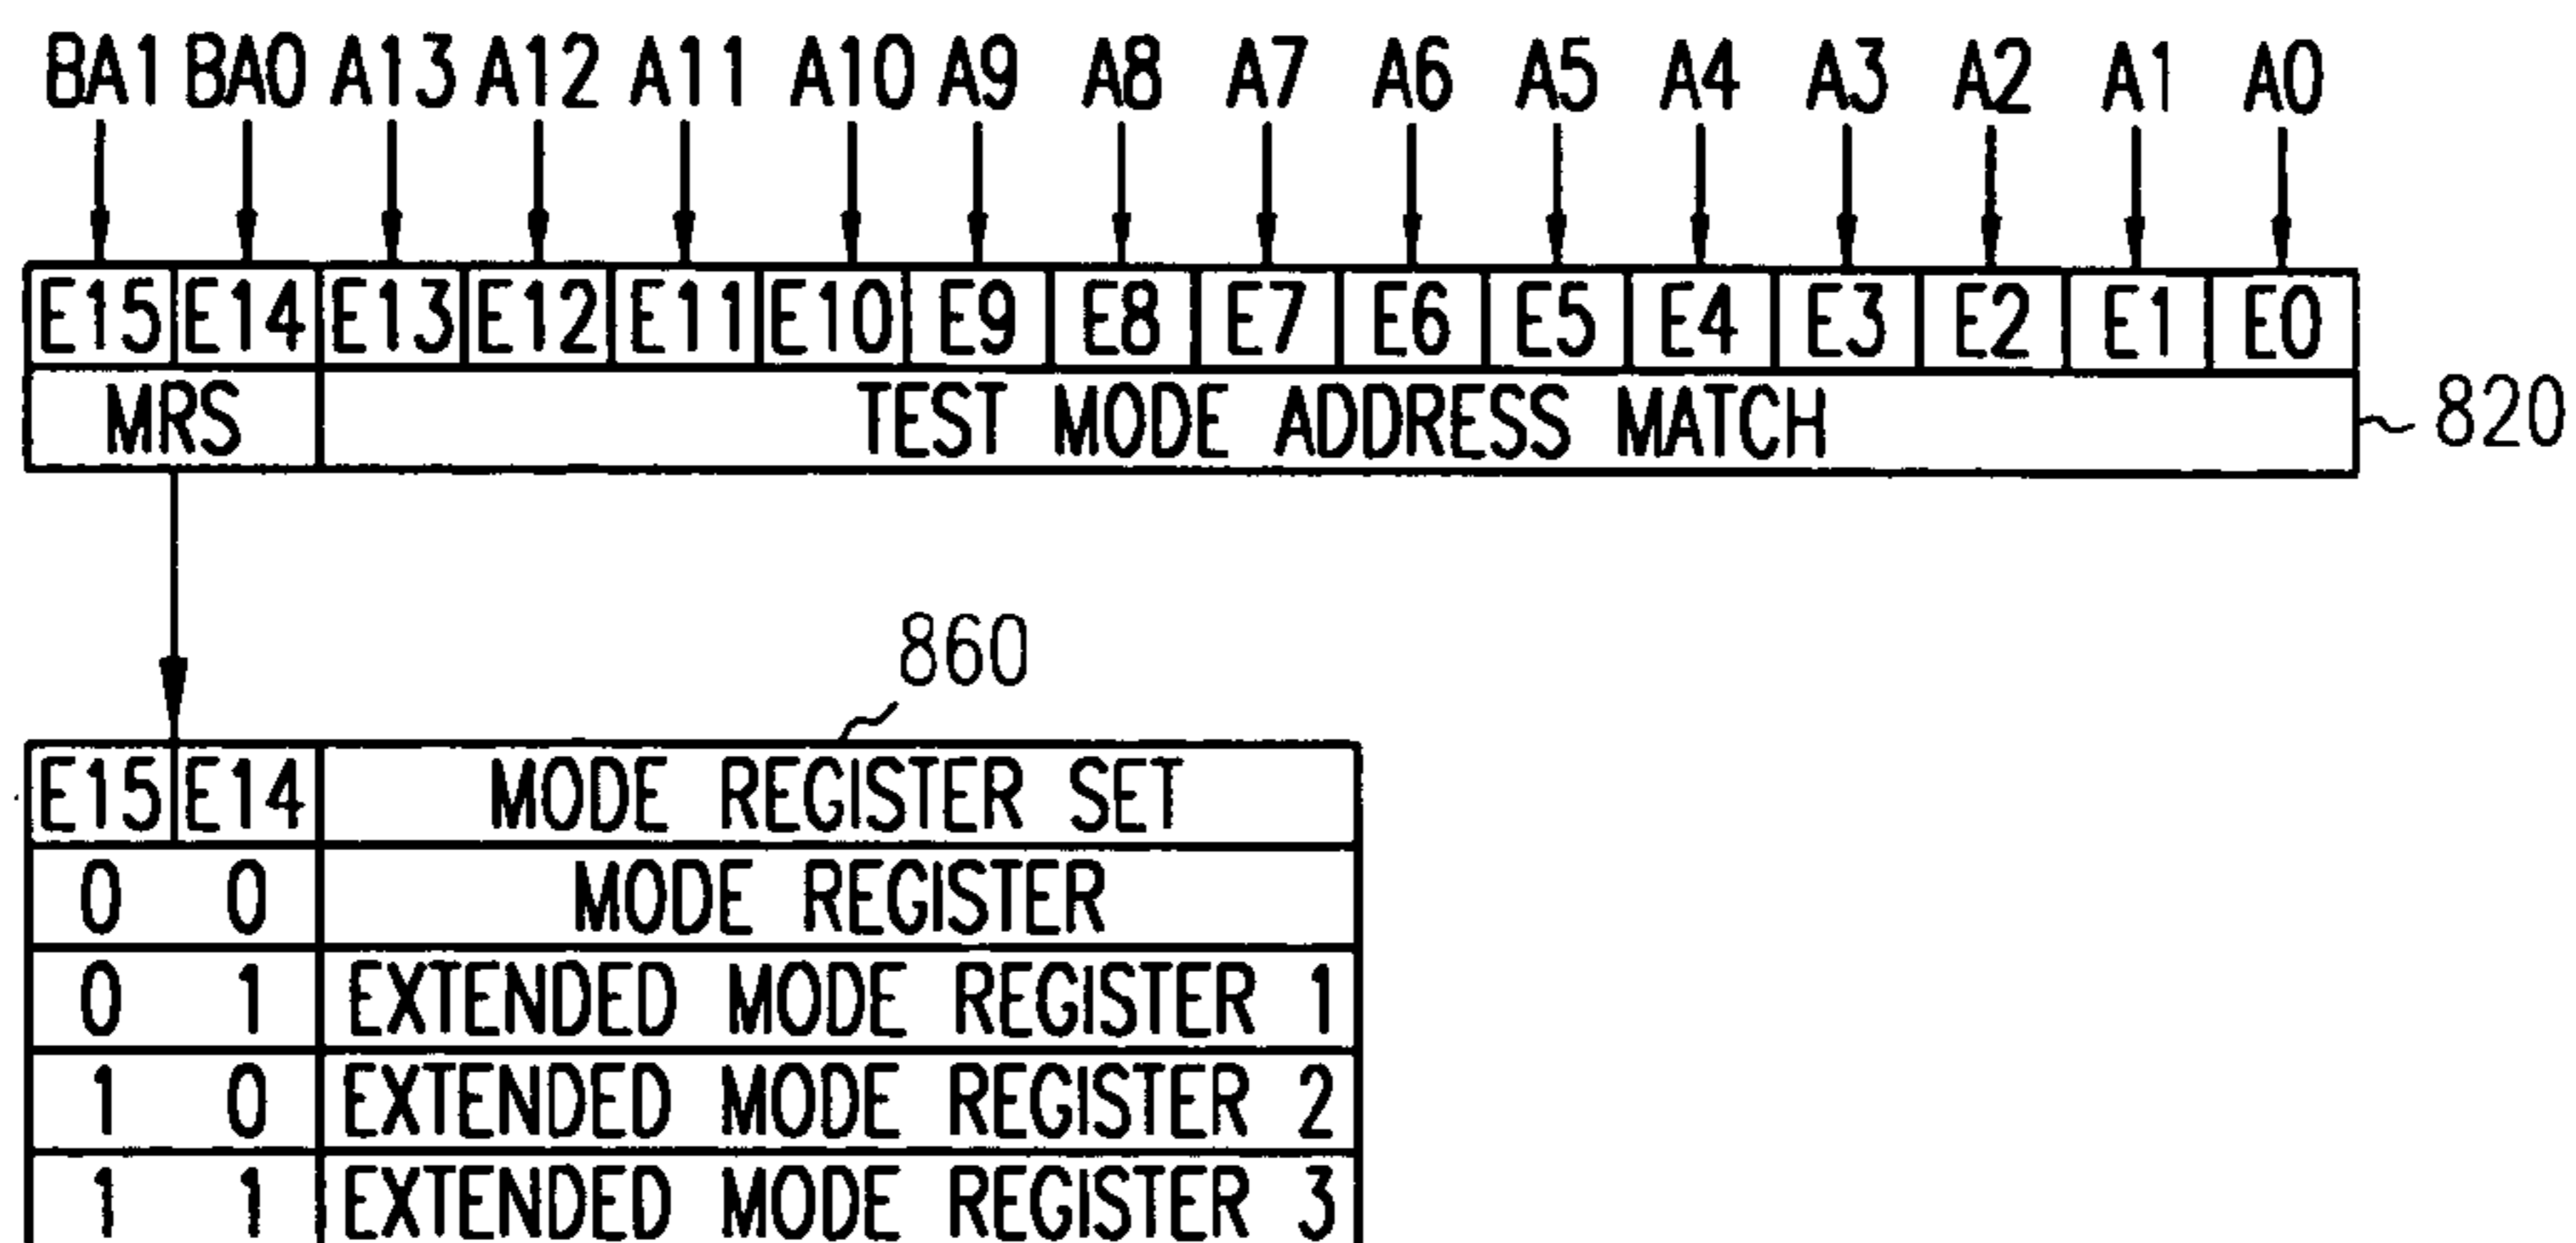 BA1 BA0 A13 A12 A11 A10 A9 A8 A7 A6 A5 A4 A3 A2 A1 A0
E15 E14 E13 E12 E11 E10 E9 E8 E7 E6 E5 E4 E3 E2 E1 E0
MRS TEST MODE ADDRESS MATCH 820
860
E15 E14 MODE REGISTER SET
0 0 MODE REGISTER
0 1 EXTENDED MODE REGISTER 1
1 0 EXTENDED MODE REGISTER 2
1 1 EXTENDED MODE REGISTER 3